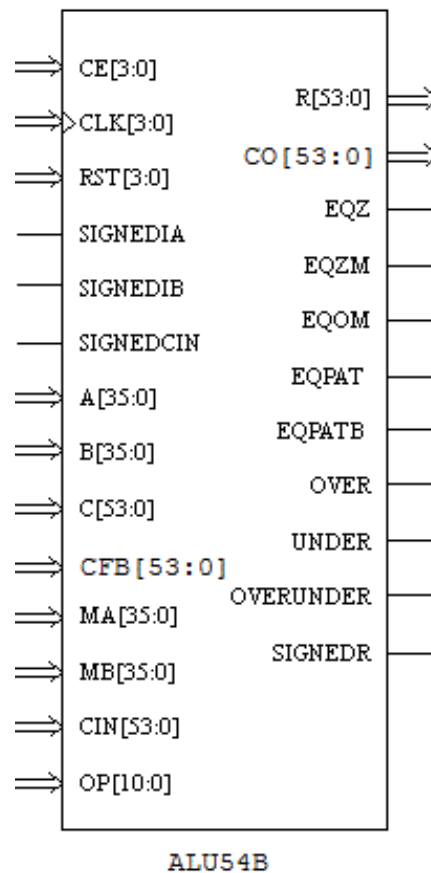 CE[3:0]
CLK[3:0]
RST[3:0]
SIGNEDIA
SIGNEDIB
SIGNEDCIN
A[35:0]
B[35:0]
C[53:0]
CFB[53:0]
MA[35:0]
MB[35:0]
CIN[53:0]
OP[10:0]
R[53:0]
CO[53:0]
EQZ
EQZM
EQOM
EQPAT
EQPATB
OVER
UNDER
OVERUNDER
SIGNEDR
ALU54B